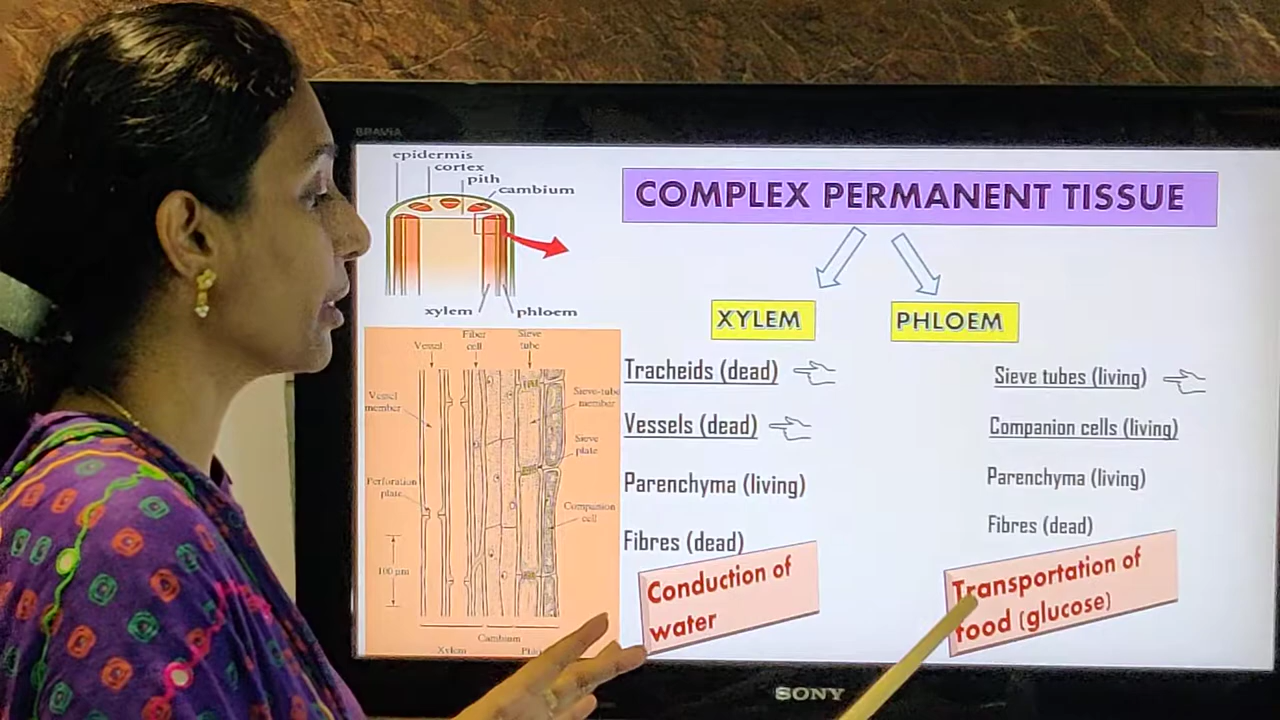 BRAVIA
epidermis
cortex
pith
cambium
xylem
phloem
Vessel
Fiber
cell
Sieve
tube
Vessel
member
Sieve-tube
member
Sieve
plate
Perforation
plate
Companion
cell
100 µm
Cambium
Xylem
COMPLEX PERMANENT TISSUE
XYLEM
PHLOEM
Tracheids (dead)
Vessels (dead)
Parenchyma (living)
Fibres (dead)
Conduction of
water
Sieve tubes (living)
Companion cells (living)
Parenchyma (living)
Fibres (dead)
Transportation of
food (glucose)
SONY